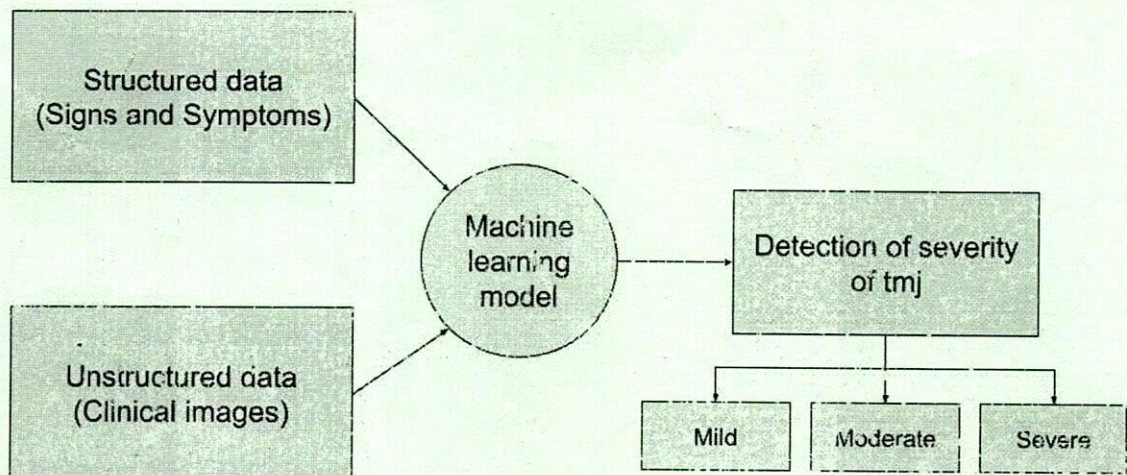 Structured data
(Signs and Symptoms)
Unstructured data
(Clinical images)
Machine
learning
model
Detection of severity
of tmj
Mild
Moderate
Severe